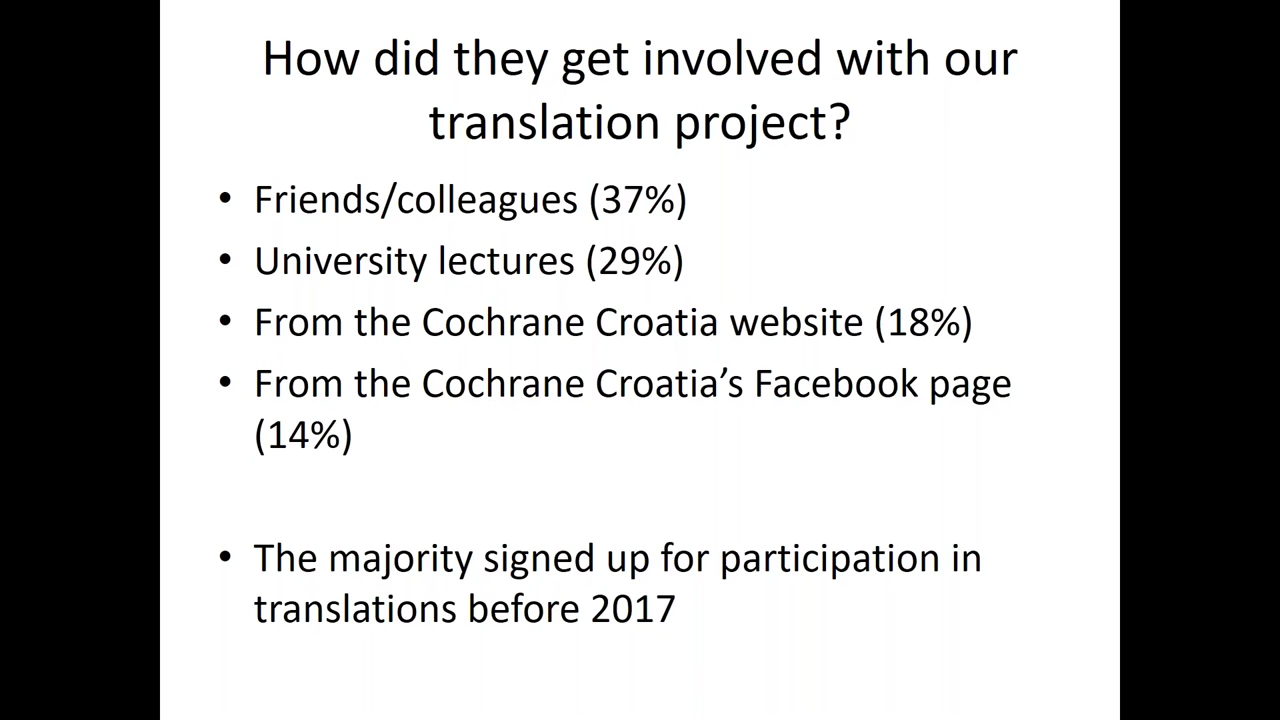 How did they get involved with our
translation project?
• Friends/colleagues (37%)
• University lectures (29%)
• From the Cochrane Croatia website (18%)
• From the Cochrane Croatia’s Facebook page
(14%)
• The majority signed up for participation in
translations before 2017